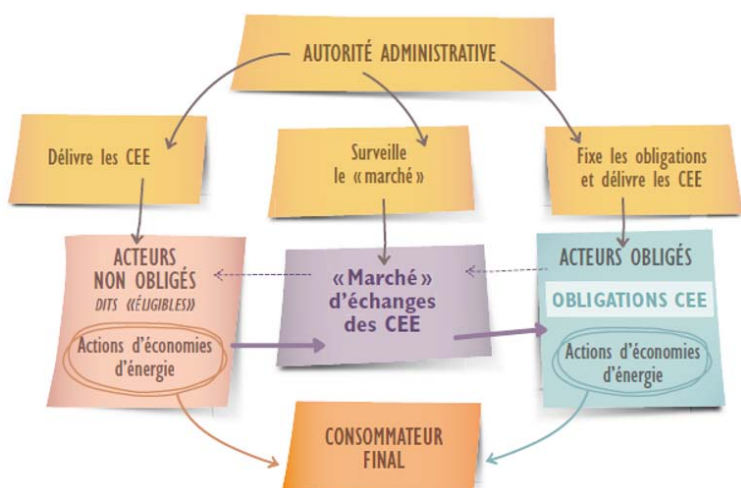 AUTORITÉ ADMINISTRATIVE
Délivre les CEE
Surveille
le « marché »
Fixe les obligations
et délivre les CEE
ACTEURS
NON OBLIGÉS
DITS «ÉLIGIBLES»
Actions d'économies
d'énergie
« Marché »
d'échanges
des CEE
ACTEURS OBLIGÉS
OBLIGATIONS CEE
Actions d'économies
d'énergie
CONSOMMATEUR
FINAL